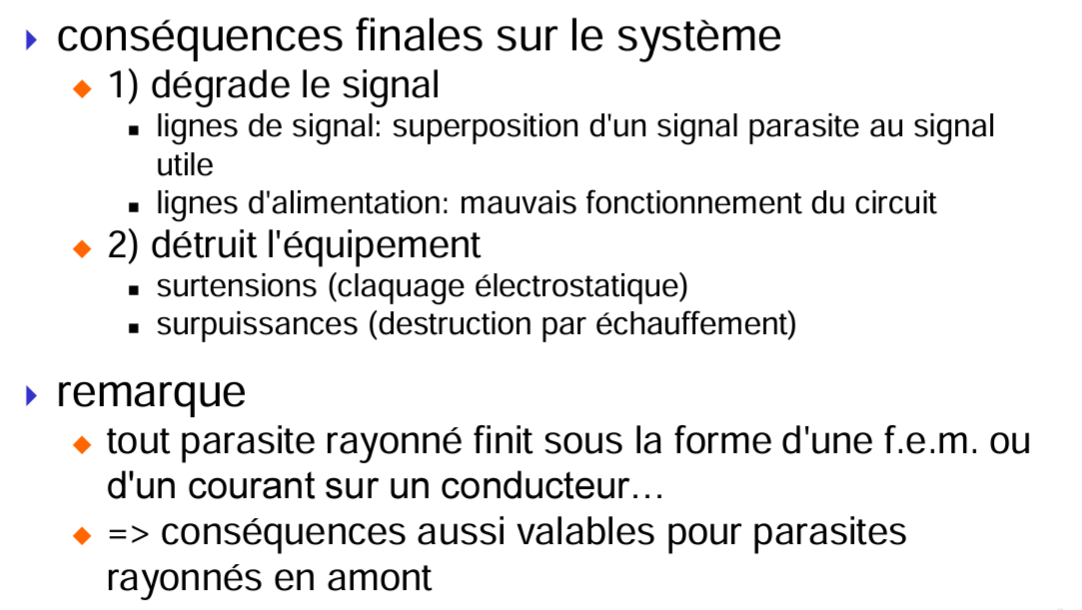 conséquences finales sur le système
1) dégrade le signal
lignes de signal: superposition d'un signal parasite au signal
utile
lignes d'alimentation: mauvais fonctionnement du circuit
2) détruit l'équipement
surtensions (claquage électrostatique)
surpuissances (destruction par échauffement)
remarque
tout parasite rayonné finit sous la forme d'une f.e.m. ou
d'un courant sur un conducteur…
=> conséquences aussi valables pour parasites
rayonnés en amont